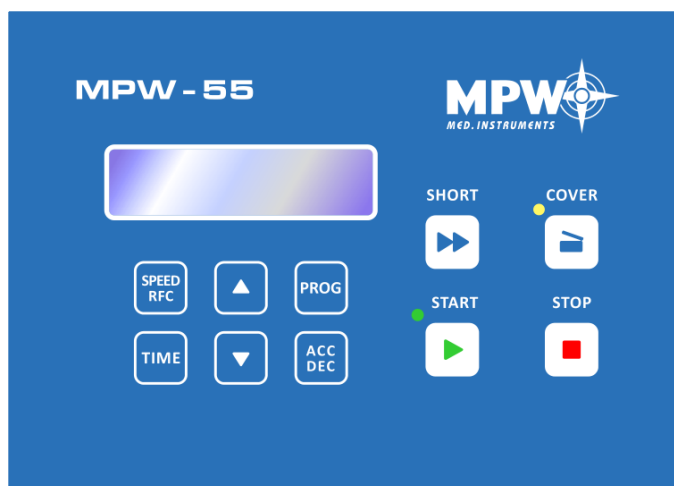 MPW - 55
MPW
MED. INSTRUMENTS
SHORT
COVER
SPEED
RFC
PROG
START
STOP
TIME
ACC
DEC